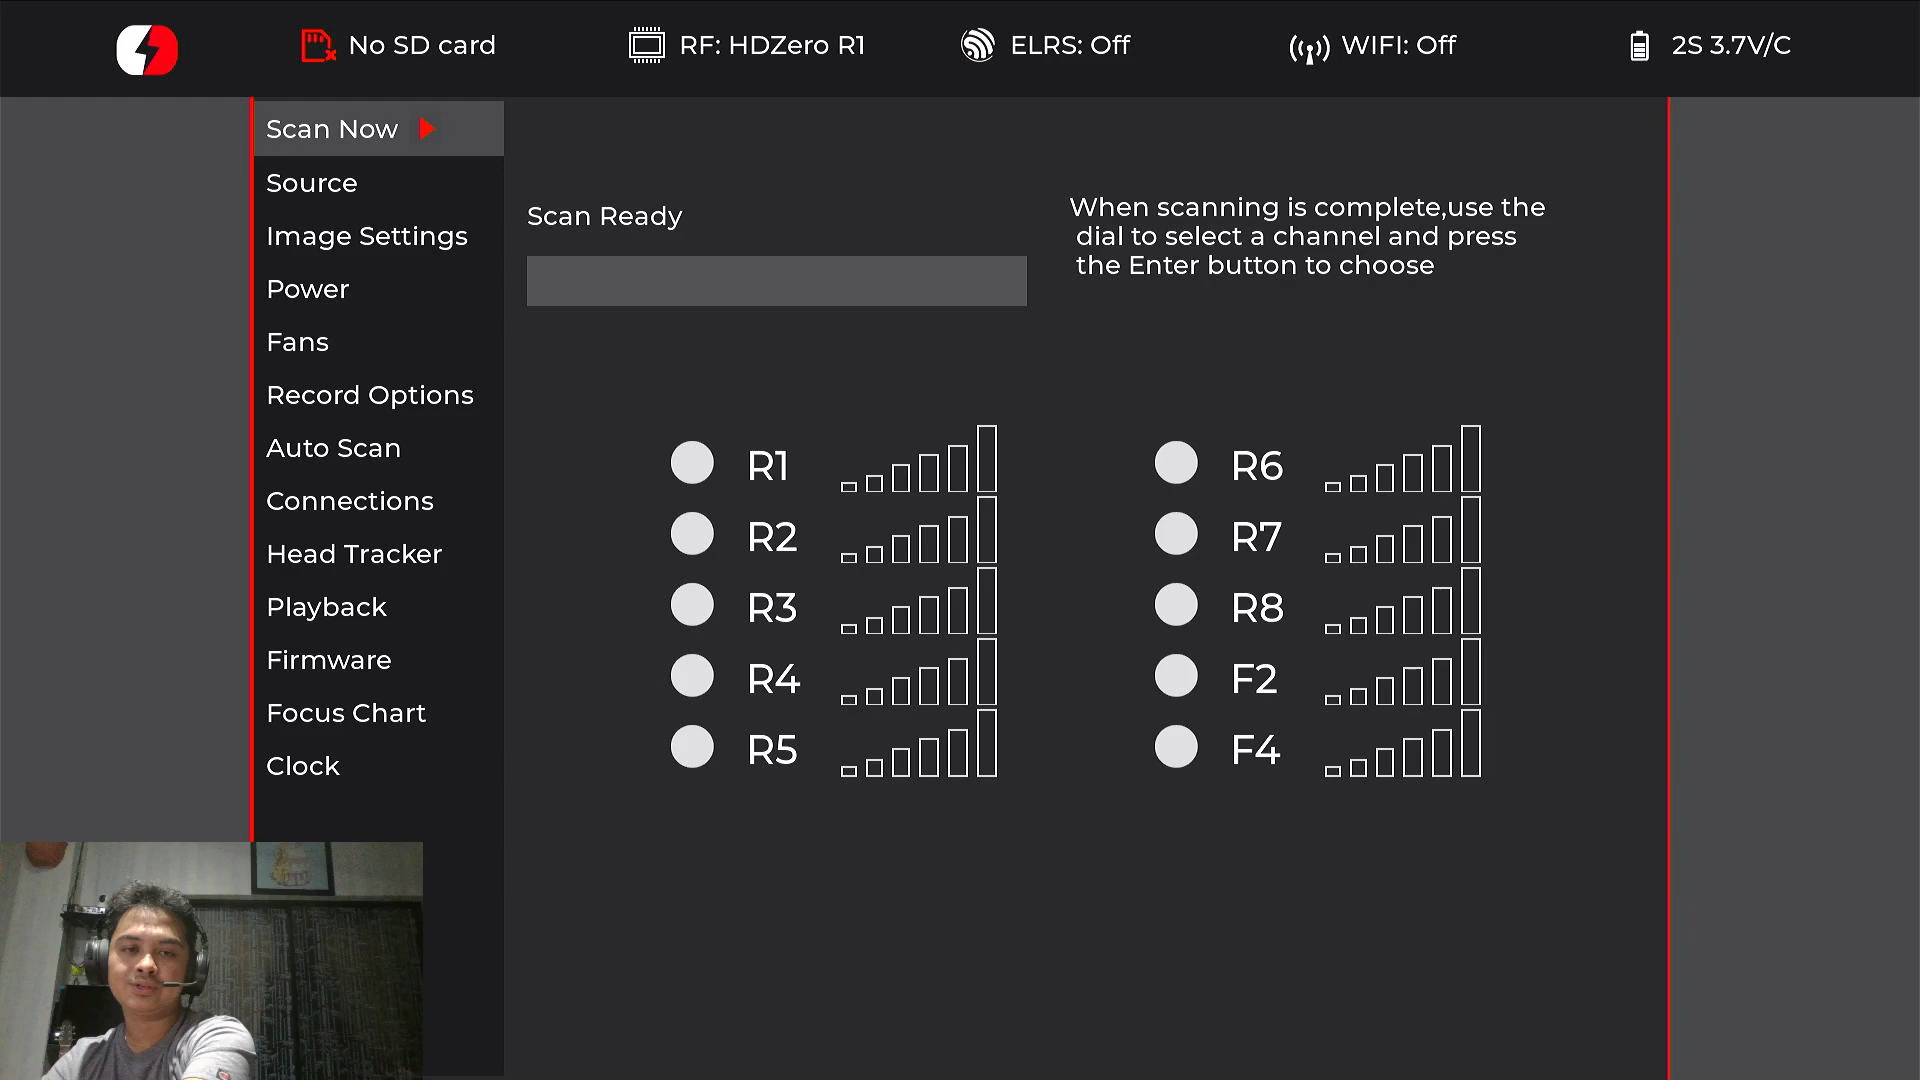 No SD card
RF: HDZero R1
ELRS: Off
WIFI: Off
2S 3.7V/C
Scan Now
Source
Image Settings
Power
Fans
Record Options
Auto Scan
Connections
Head Tracker
Playback
Firmware
Focus Chart
Clock
Scan Ready
When scanning is complete,use the
dial to select a channel and press
the Enter button to choose
R1
R2
R3
R4
R5
R6
R7
R8
F2
F4